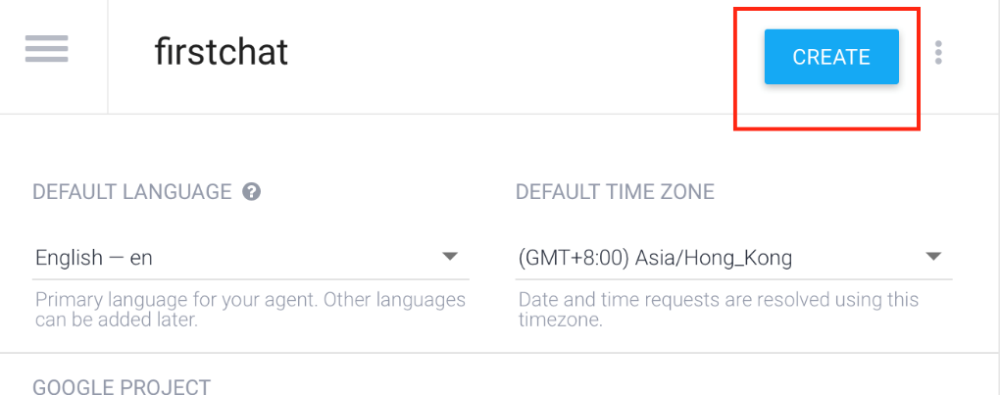 firstchat
CREATE
DEFAULT LANGUAGE
DEFAULT TIME ZONE
English — en
(GMT+8:00) Asia/Hong_Kong
Primary language for your agent. Other languages
can be added later.
Date and time requests are resolved using this
timezone.
GOOGLE PROJECT